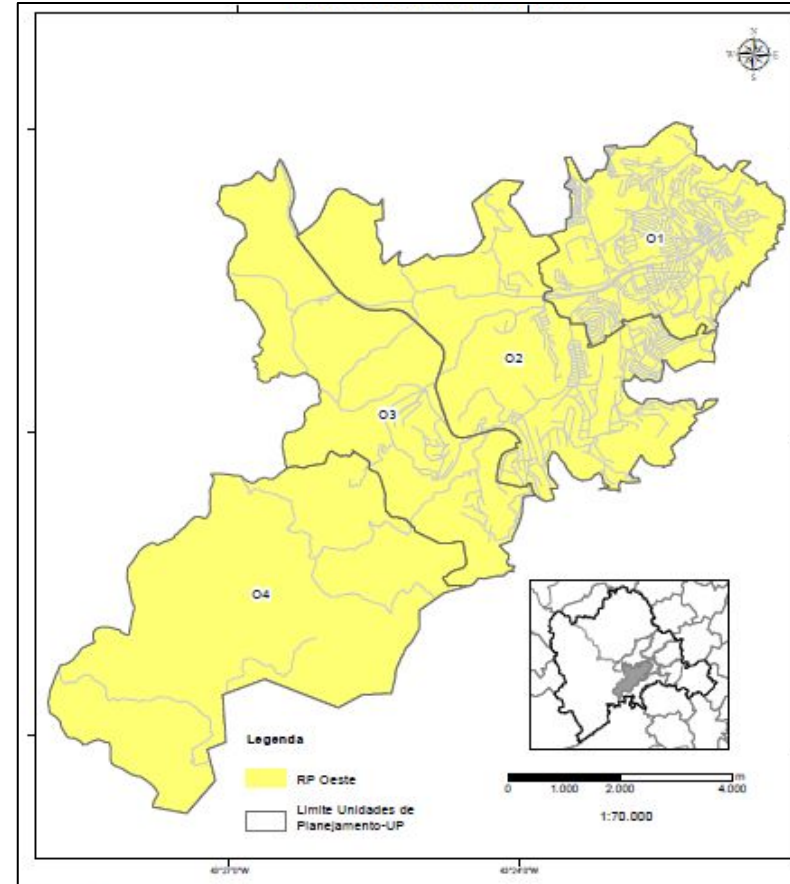 N
W E
S
O1
O2
O3
O4
Legenda
RP Oeste
Limite Unidades de
Planejamento-UP
m
0 1.000 2.000 4.000
1:70.000